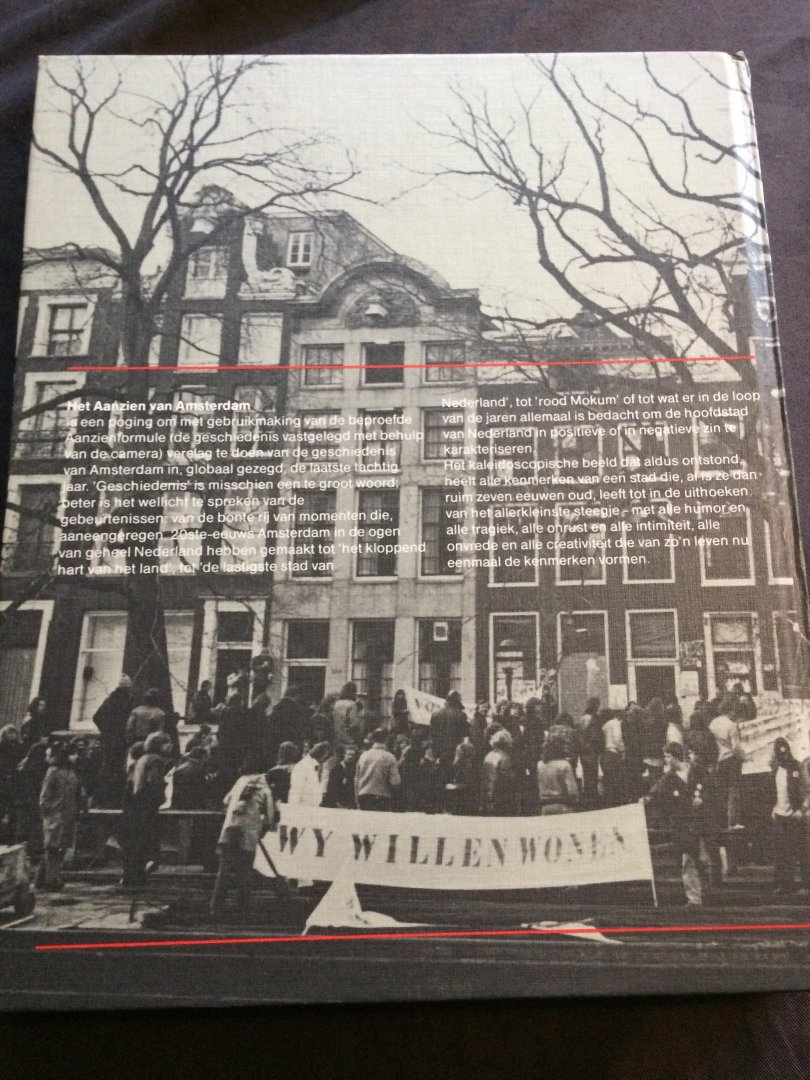 Het Aanzien van Amsterdam
is een poging om met gebruikmaking van de beproefde
Aanzienformule (de geschiedenis vastgelegd met behulp
van de camera) verslag te doen van de geschiedenis
van Amsterdam in, globaal gezegd, de laatste tachtig
jaar. 'Geschiedenis' is misschien een te groot woord;
beter is het wellicht te spreken van de
gebeurtenissen: van de bonte rij van momenten die,
aaneengeregen, 20ste-eeuws Amsterdam in de ogen
van geheel Nederland hebben gemaakt tot 'het kloppend
hart van het land', tot 'de lastigste stad van
Nederland', tot 'rood Mokum' of tot wat er in de loop
van de jaren allemaal is bedacht om de hoofdstad
van Nederland in positieve of in negatieve zin te
karakteriseren.
Het kaleidoscopische beeld dat aldus ontstond,
heeft alle kenmerken van een stad die, al is ze dan
ruim zeven eeuwen oud, leeft tot in de uithoeken
van het allerkleinste steegje - met alle humor en
alle tragiek, alle onrust en alle intimiteit, alle
onvrede en alle creativiteit die van zo'n leven nu
eenmaal de kenmerken vormen.
WY WILLEN WONEN